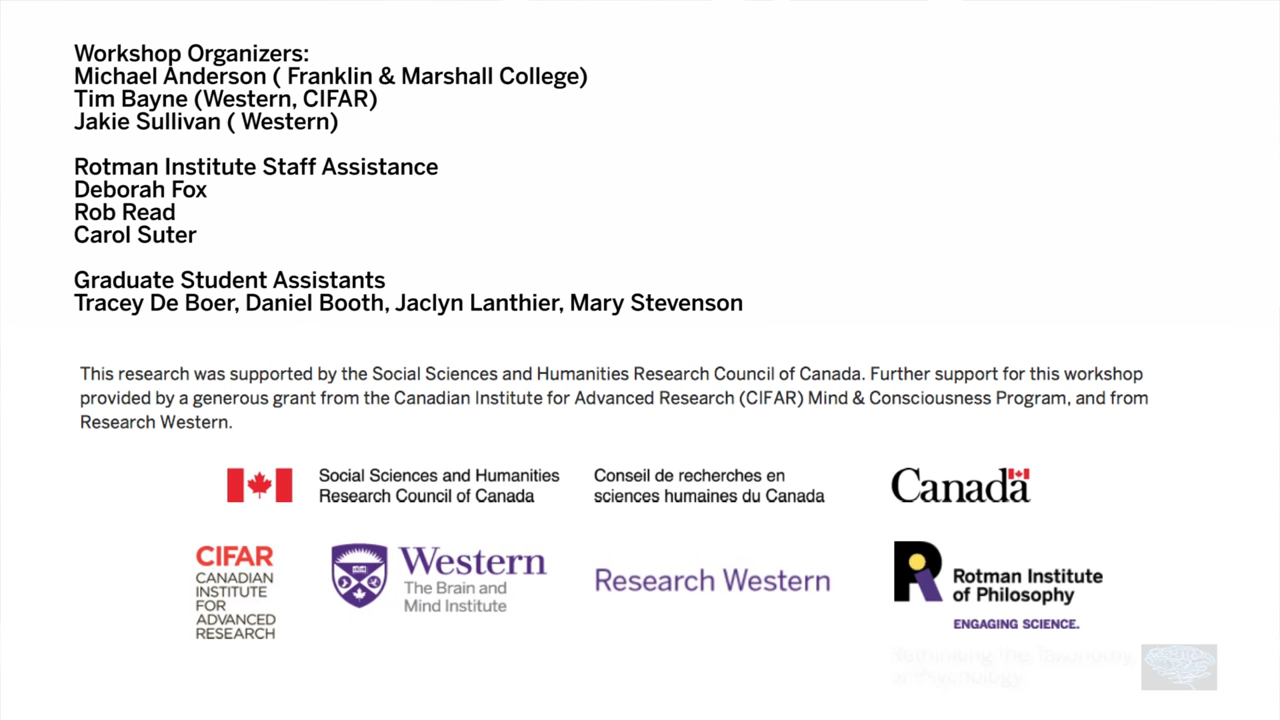 Workshop Organizers:
Michael Anderson ( Franklin & Marshall College)
Tim Bayne (Western, CIFAR)
Jakie Sullivan ( Western)
Rotman Institute Staff Assistance
Deborah Fox
Rob Read
Carol Suter
Graduate Student Assistants
Tracey De Boer, Daniel Booth, Jaclyn Lanthier, Mary Stevenson
This research was supported by the Social Sciences and Humanities Research Council of Canada. Further support for this workshop
provided by a generous grant from the Canadian Institute for Advanced Research (CIFAR) Mind & Consciousness Program, and from
Research Western.
Social Sciences and Humanities
Research Council of Canada
Conseil de recherches en
sciences humaines du Canada
Canada
CIFAR
CANADIAN
INSTITUTE
FOR
ADVANCED
RESEARCH
Western
The Brain and
Mind Institute
Research Western
Rotman Institute
of Philosophy
ENGAGING SCIENCE.
Rethinking the Taxonomy
of Psychology